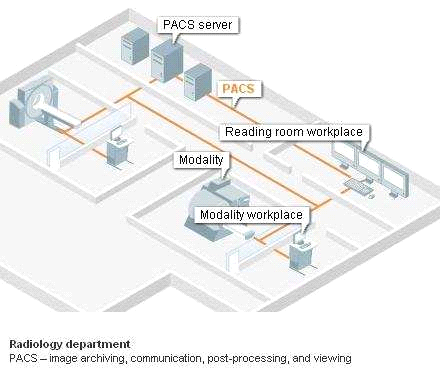 PACS server
PACS
Reading room workplace
Modality
Modality workplace
Radiology department
PACS – image archiving, communication, post-processing, and viewing